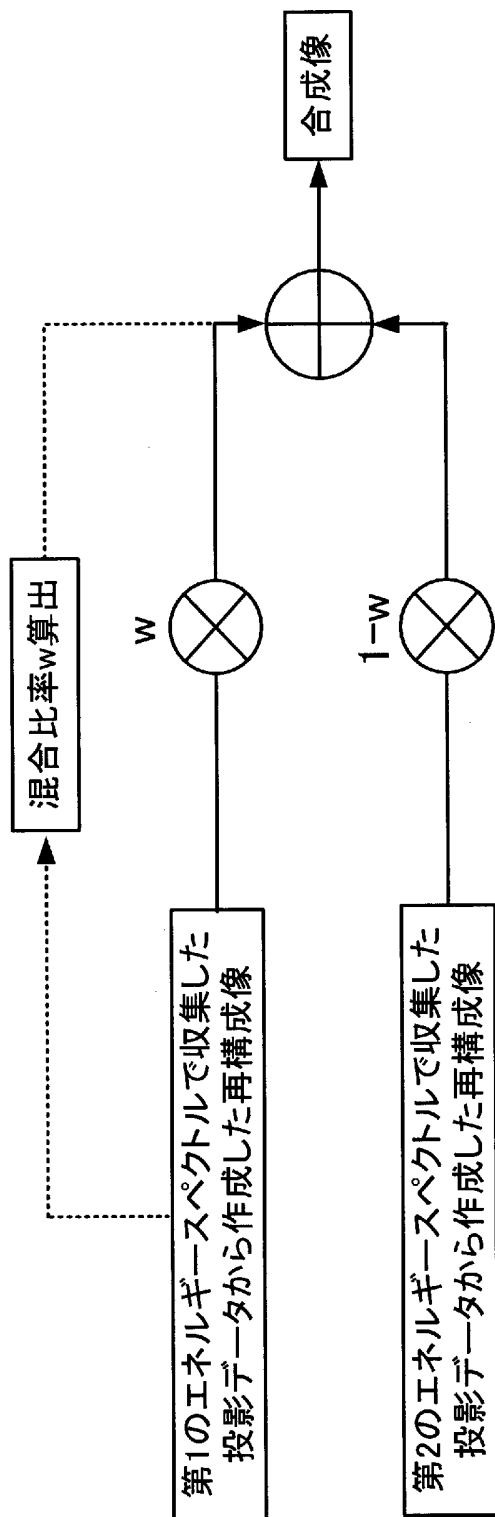 混合比率w算出
第1のエネルギースペクトルで収集した
投影データから作成した再構成像
w
合成像
第2のエネルギースペクトルで収集した
投影データから作成した再構成像
1-w